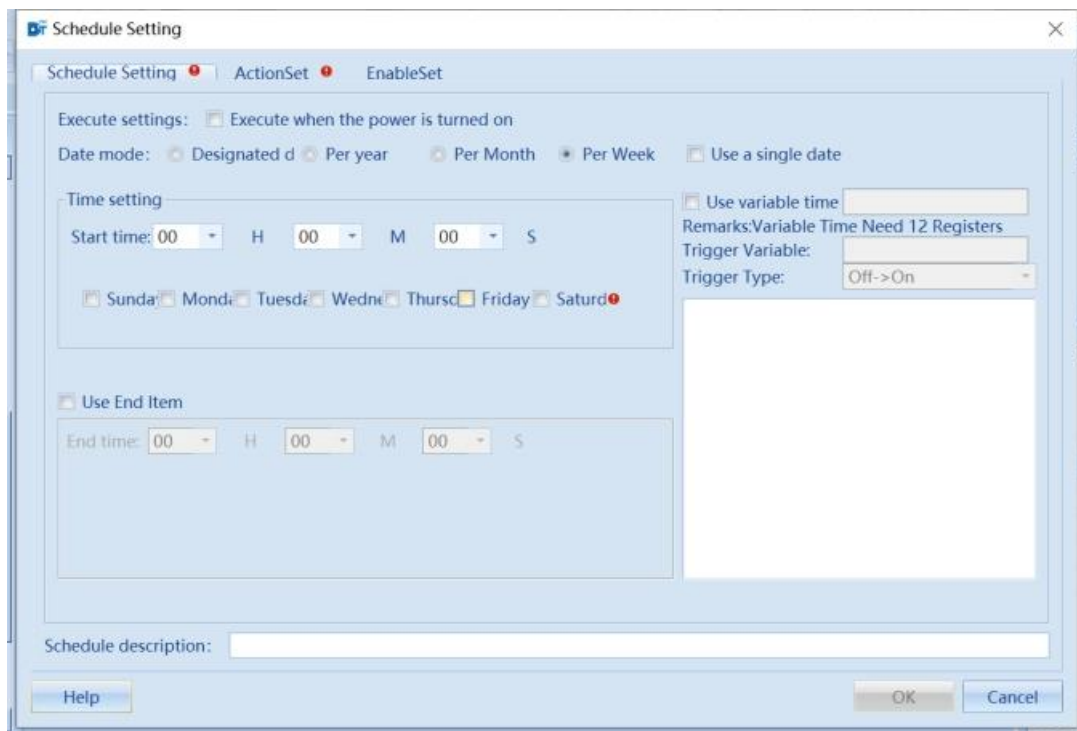 Schedule Setting
Schedule Setting ActionSet EnableSet
Execute settings: Execute when the power is turned on
Date mode: Designated d Per year Per Month Per Week Use a single date
Time setting
Start time: 00 H 00 M 00 S
Sunda Monda Tuesda Wedne Thursd Friday Saturd
Use variable time
Remarks:Variable Time Need 12 Registers
Trigger Variable:
Trigger Type: Off->On
Use End Item
End time: 00 H 00 M 00 S
Schedule description:
Help OK Cancel